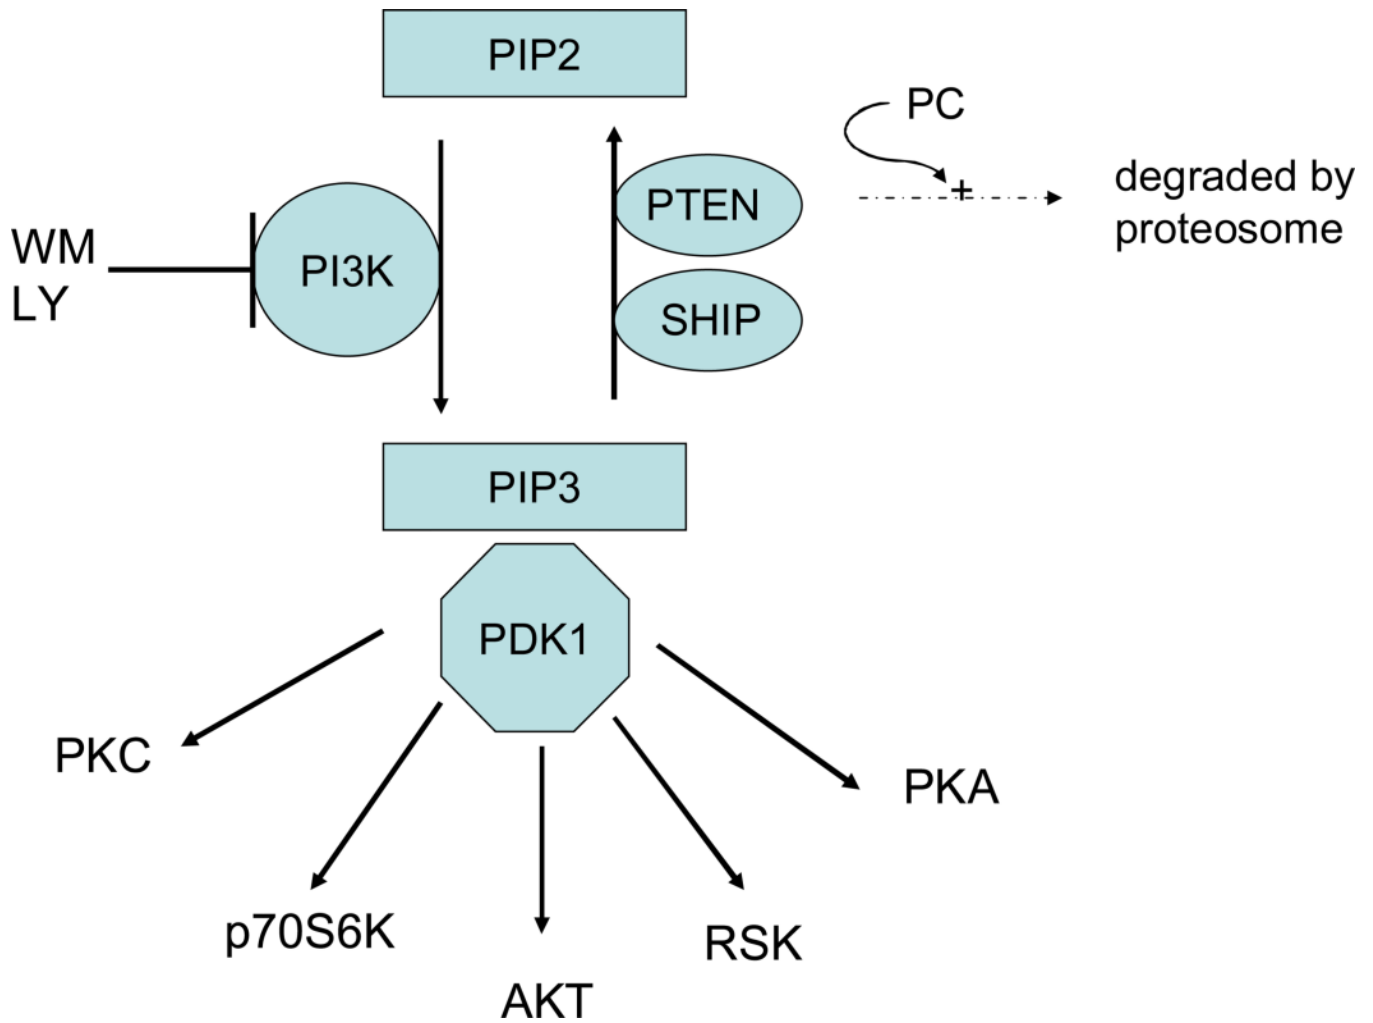 PIP2
PC
+
degraded by
proteosome
PTEN
WM
LY
PI3K
SHIP
PIP3
PDK1
PKC
PKA
p70S6K
RSK
AKT